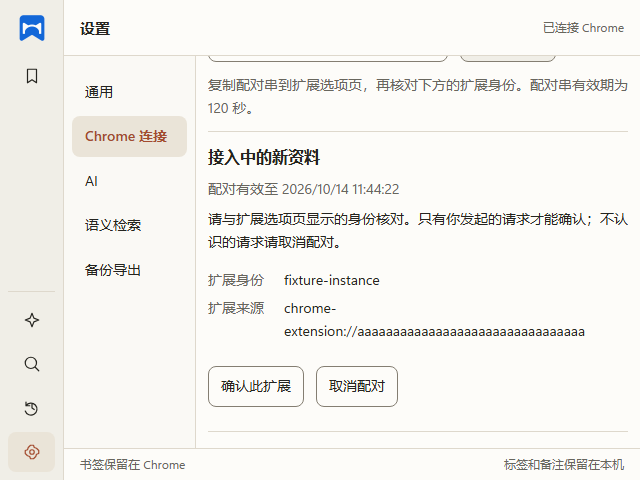 设置
已连接 Chrome
通用
Chrome 连接
AI
语义检索
备份导出
复制配对串到扩展选项页，再核对下方的扩展身份。配对串有效期为
120 秒。
接入中的新资料
配对有效至 2026/10/14 11:44:22
请与扩展选项页显示的身份核对。只有你发起的请求才能确认；不认
识的请求请取消配对。
扩展身份 fixture-instance
扩展来源 chrome-
extension://aaaaaaaaaaaaaaaaaaaaaaaaaaaaaaaa
确认此扩展 取消配对
书签保留在 Chrome
标签和备注保留在本机